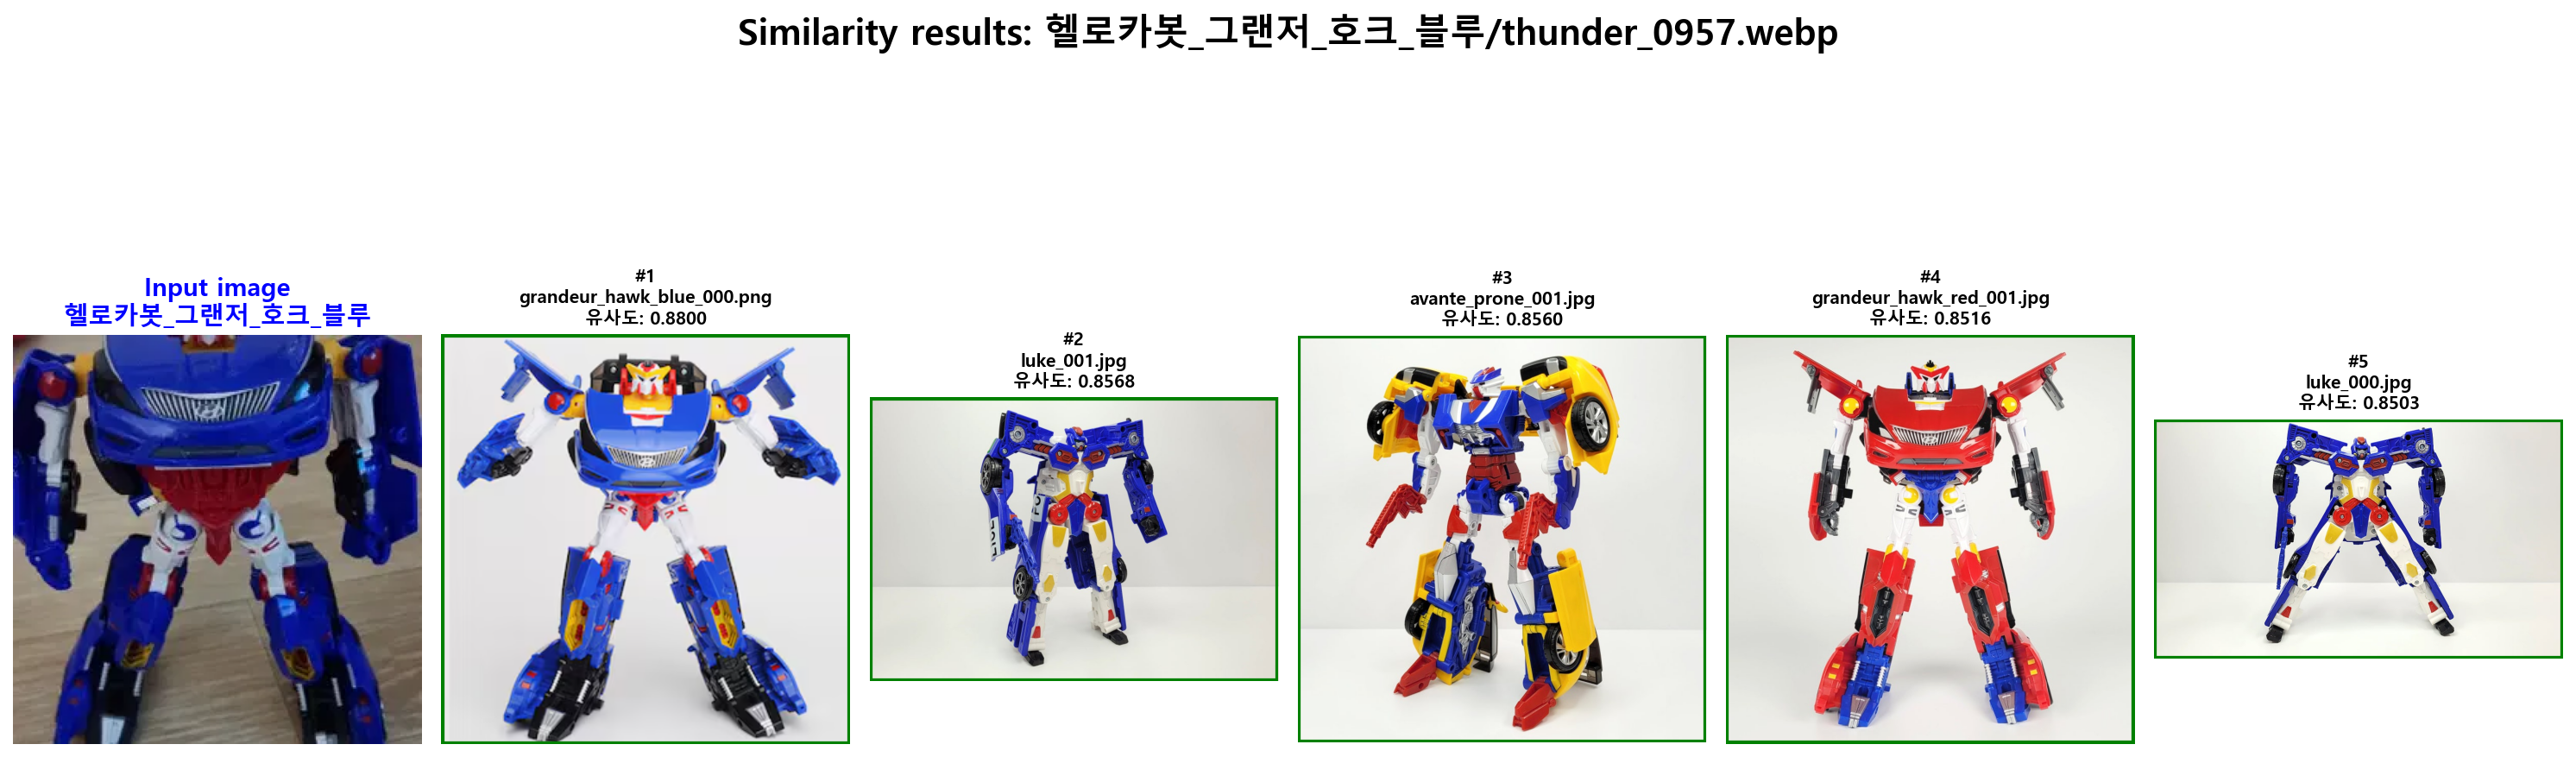 Similarity results: 헬로카봇_그랜저_호크_블루/thunder_0957.webp
Input image
헬로카봇_그랜저_호크_블루
#1
grandeur_hawk_blue_000.png
유사도: 0.8800
#2
luke_001.jpg
유사도: 0.8568
#3
avante_prone_001.jpg
유사도: 0.8560
#4
grandeur_hawk_red_001.jpg
유사도: 0.8516
#5
luke_000.jpg
유사도: 0.8503